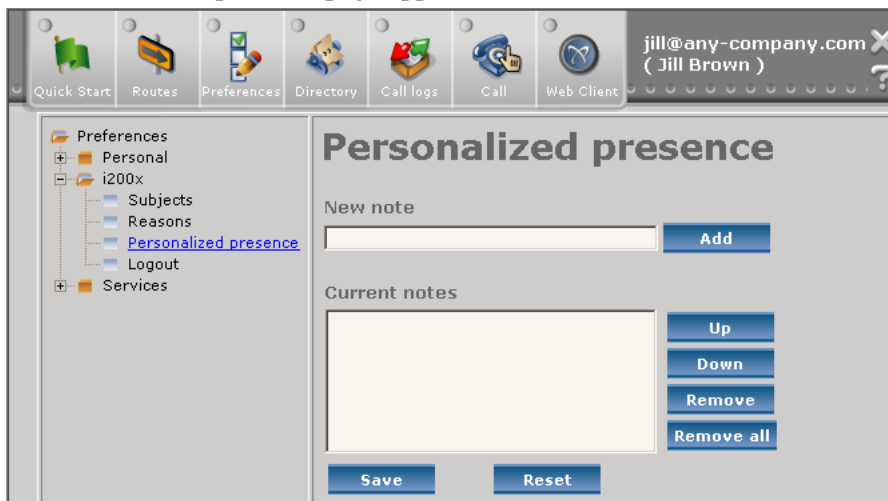 jill@any-company.com
( Jill Brown )
Quick Start Routes Preferences Directory Call logs Call Web Client
Preferences
Personal
i200x
Subjects
Reasons
Personalized presence
Logout
Services
Personalized presence
New note
Add
Current notes
Up
Down
Remove
Remove all
Save Reset